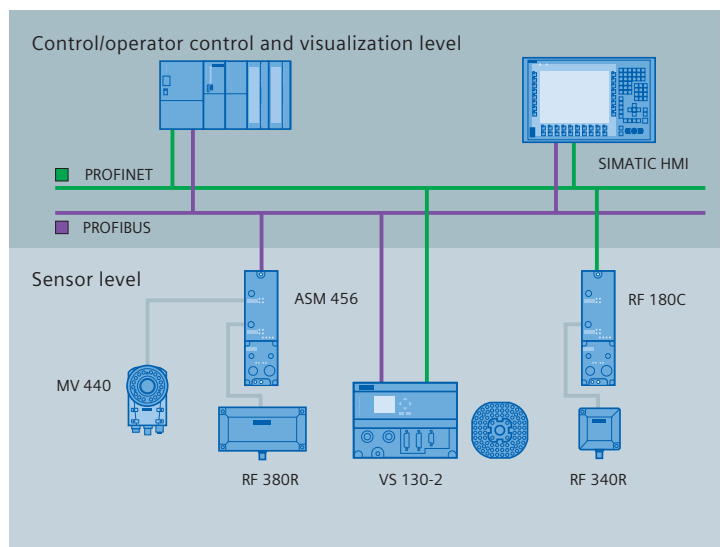 Control/operator control and visualization level
SIMATIC HMI
PROFINET
PROFIBUS
Sensor level
ASM 456
RF 180C
MV 440
RF 380R
VS 130-2
RF 340R